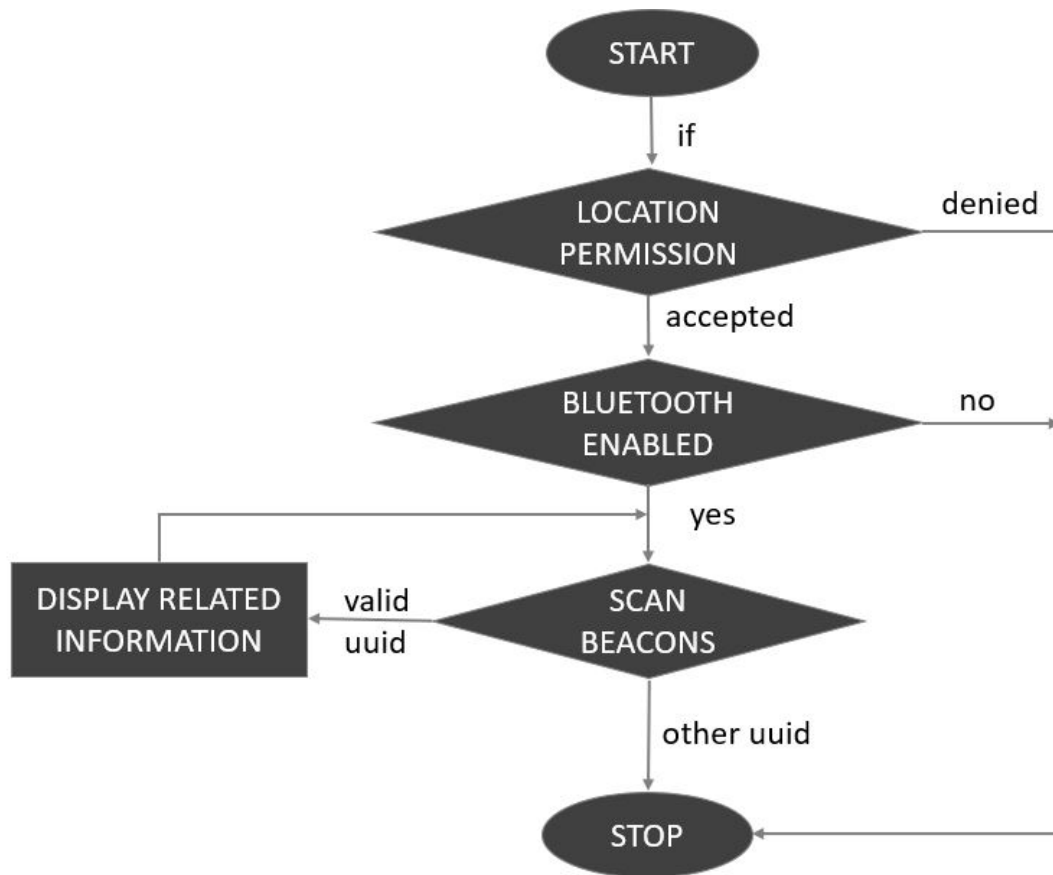 START
if
LOCATION
PERMISSION
denied
accepted
BLUETOOTH
ENABLED
no
yes
DISPLAY RELATED
INFORMATION
valid
uuid
SCAN
BEACONS
other uuid
STOP